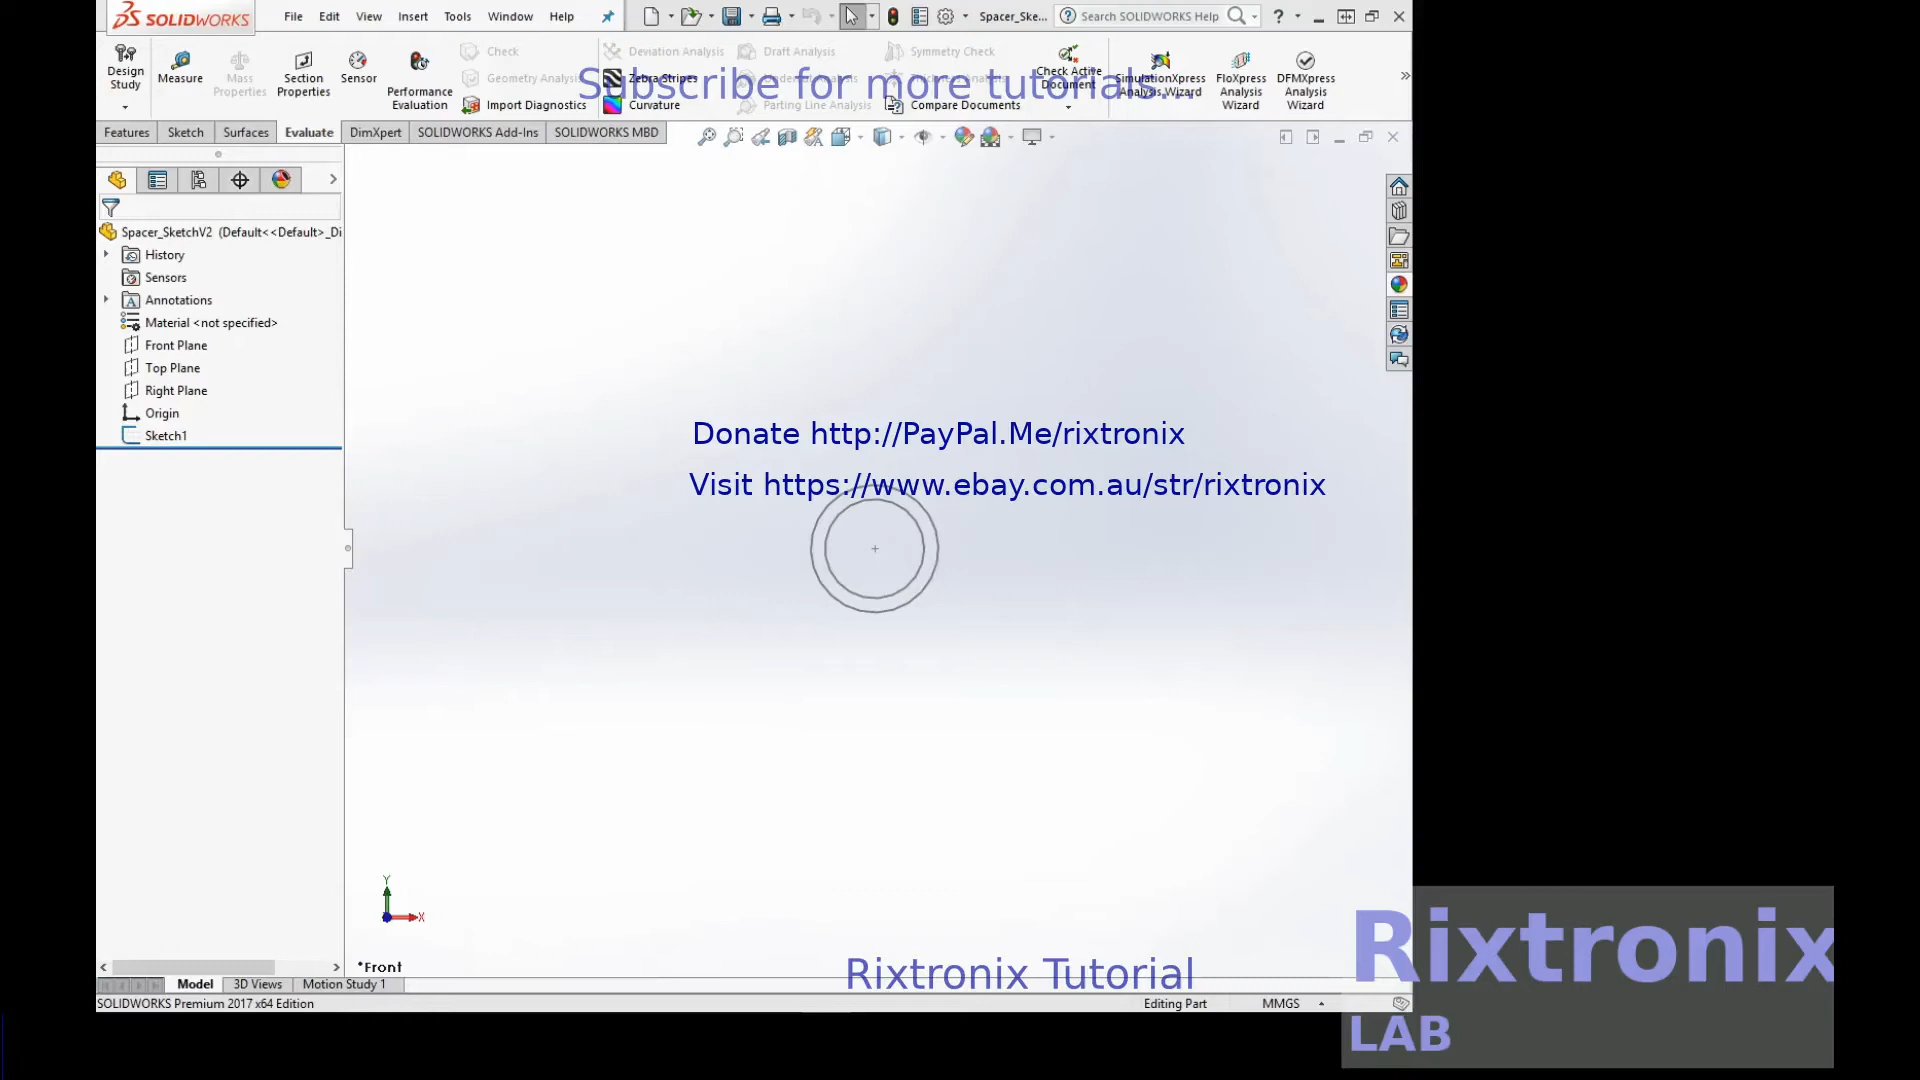 SOLIDWORKS File Edit View Insert Tools Window Help Spacer_Ske... Search SOLIDWORKS Help ?
Design Study
Measure
Mass Properties
Section Properties
Sensor
Performance Evaluation
Check
Geometry Analysis
Import Diagnostics
Deviation Analysis
Zebra Stripes
Curvature
Draft Analysis
Parting Line Analysis
Symmetry Check
Compare Documents
Check Active Document
SimulationXpress Analysis Wizard
FloXpress Analysis Wizard
DFMXpress Analysis Wizard
Subscribe for more tutorials...
Features Sketch Surfaces Evaluate DimXpert SOLIDWORKS Add-Ins SOLIDWORKS MBD
Spacer_SketchV2 (Default<<Default>_Di
History
Sensors
Annotations
Material <not specified>
Front Plane
Top Plane
Right Plane
Origin
Sketch1
Donate http://PayPal.Me/rixtronix
Visit https://www.ebay.com.au/str/rixtronix
Y
X
*Front
Rixtronix Tutorial
Model 3D Views Motion Study 1
SOLIDWORKS Premium 2017 x64 Edition Editing Part MMGS
Rixtronix
LAB